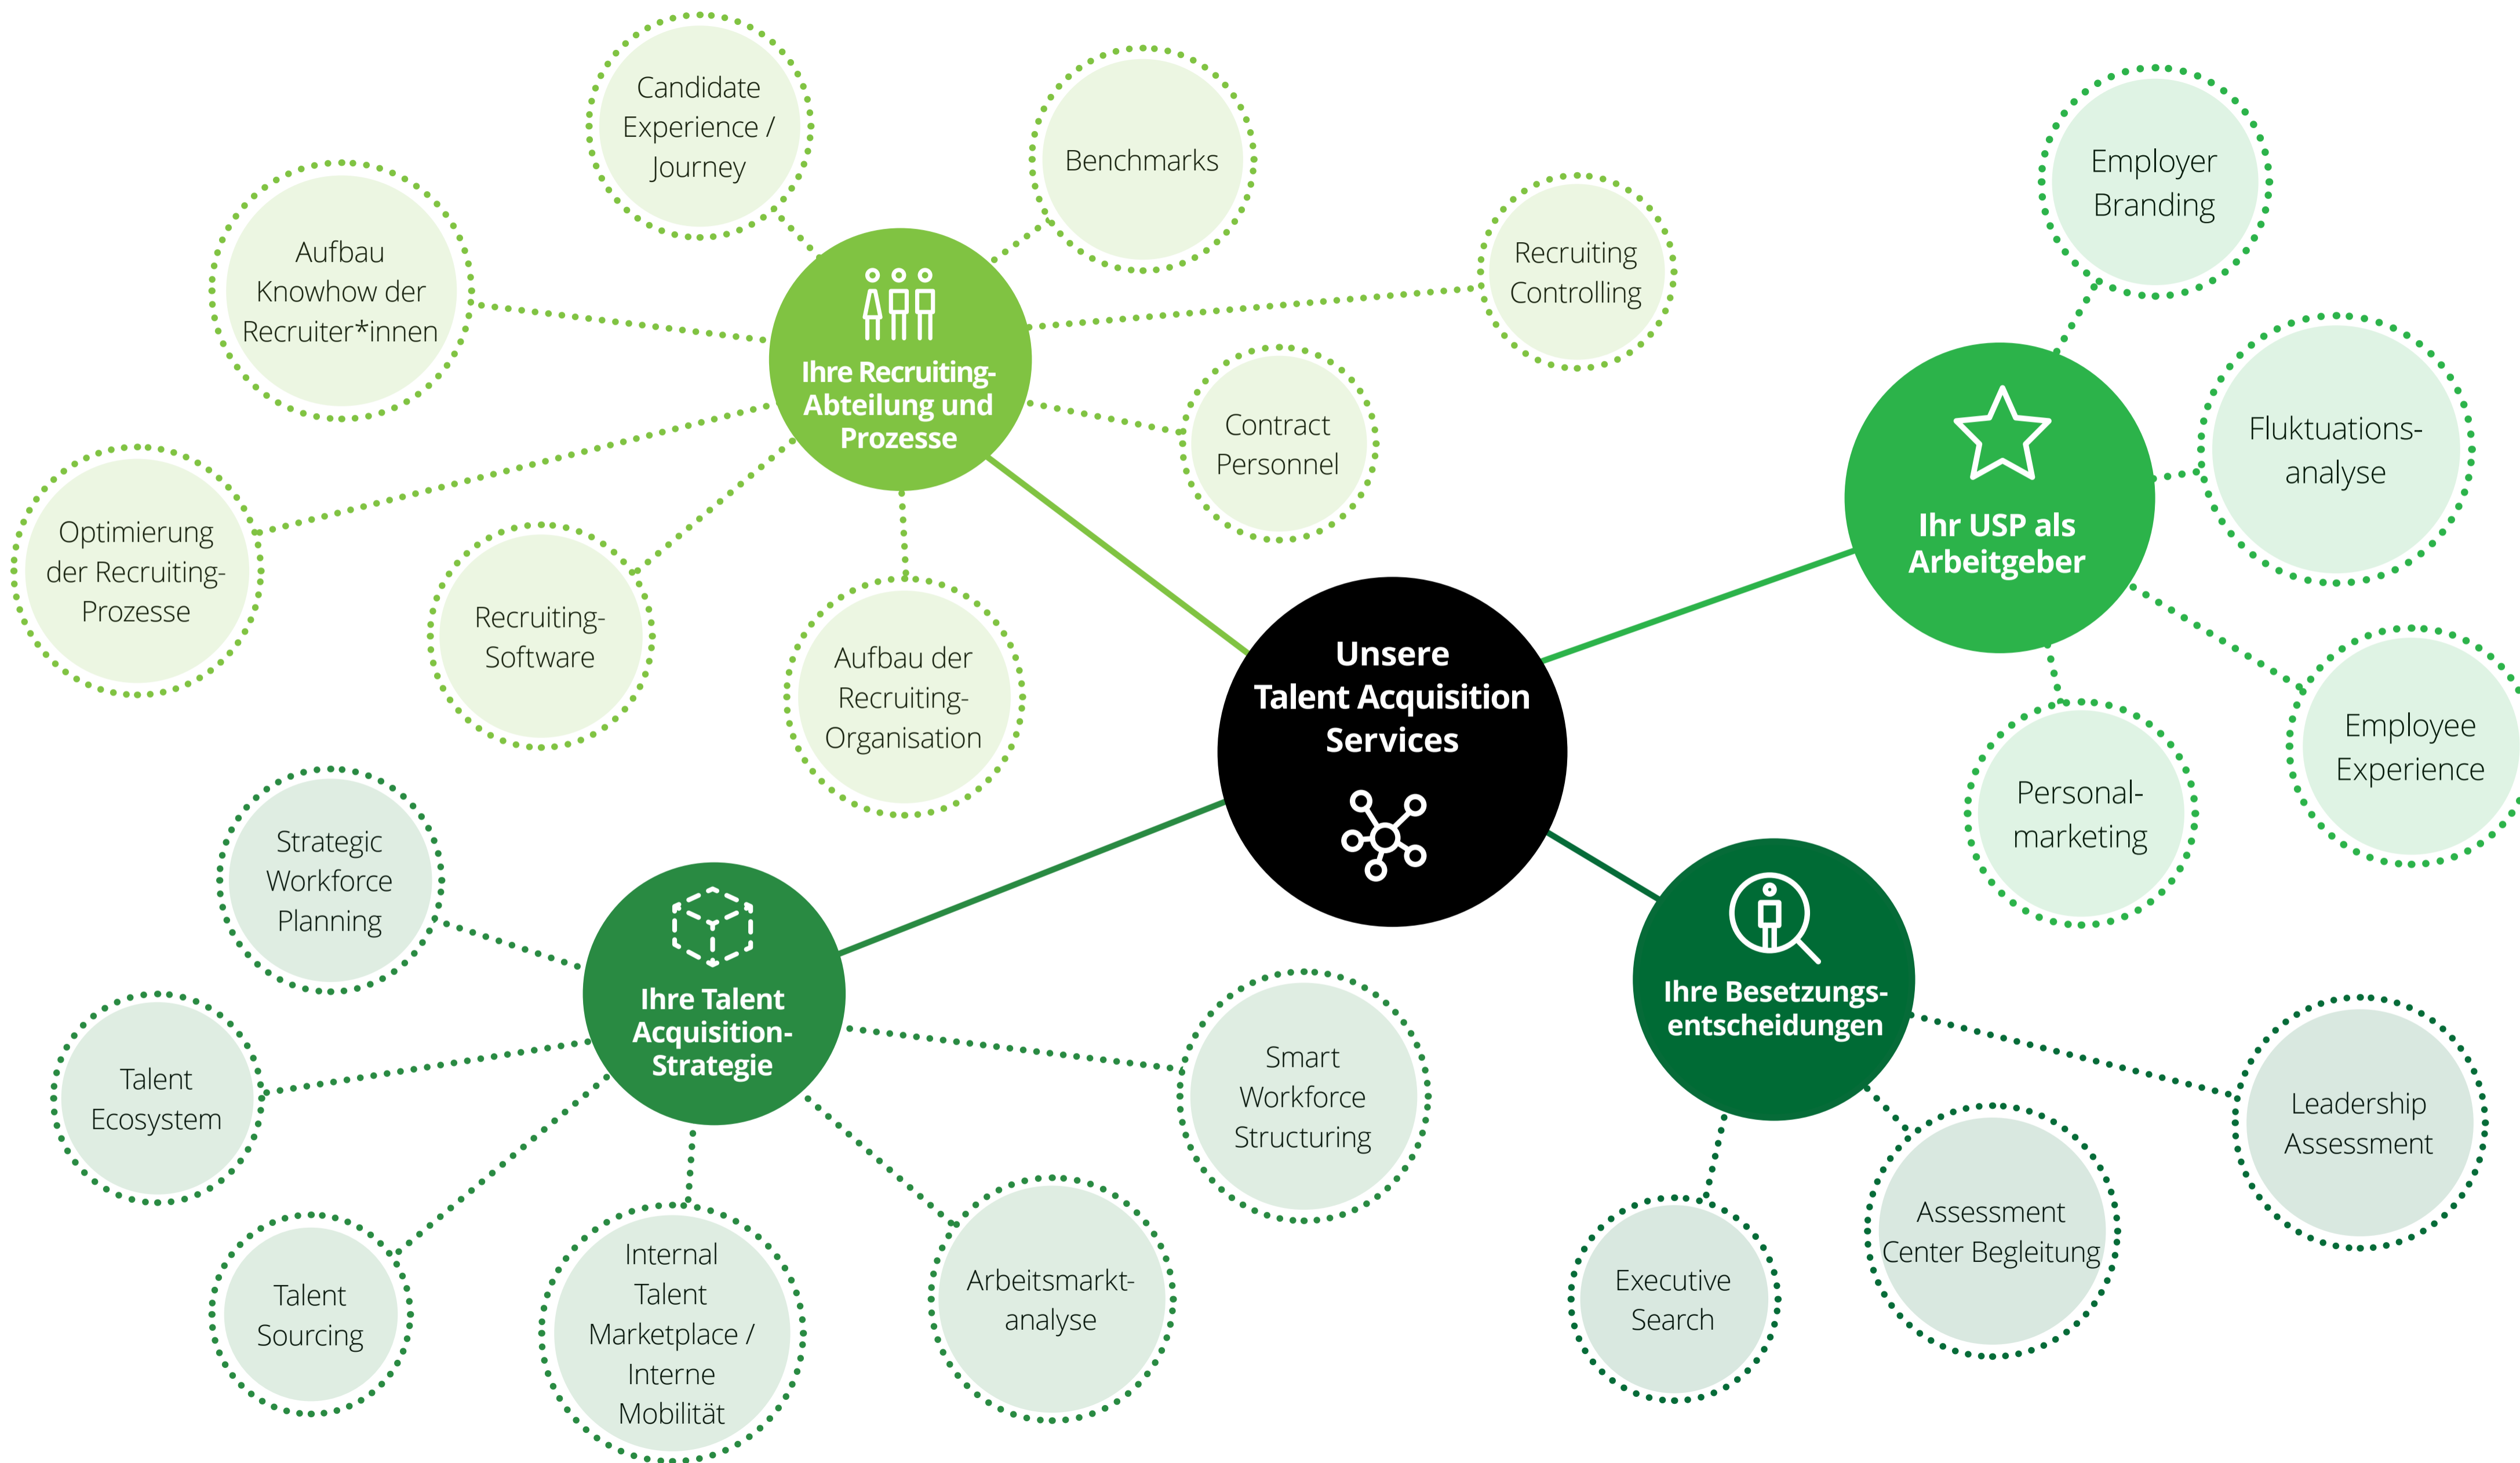 Candidate
Experience /
Journey
Benchmarks
Aufbau
Knowhow der
Recruiter*innen
Recruiting
Controlling
Ihre Recruiting-
Abteilung und
Prozesse
Contract
Personnel
Optimierung
der Recruiting-
Prozesse
Recruiting-
Software
Aufbau der
Recruiting-
Organisation
Employer
Branding
Fluktuations-
analyse
Ihr USP als
Arbeitgeber
Employee
Experience
Personal-
marketing
Unsere
Talent Acquisition
Services
Strategic
Workforce
Planning
Ihre Talent
Acquisition-
Strategie
Talent
Ecosystem
Talent
Sourcing
Internal
Talent
Marketplace /
Interne
Mobilität
Arbeitsmarkt-
analyse
Smart
Workforce
Structuring
Ihre Besetzungs-
entscheidungen
Leadership
Assessment
Assessment
Center Begleitung
Executive
Search